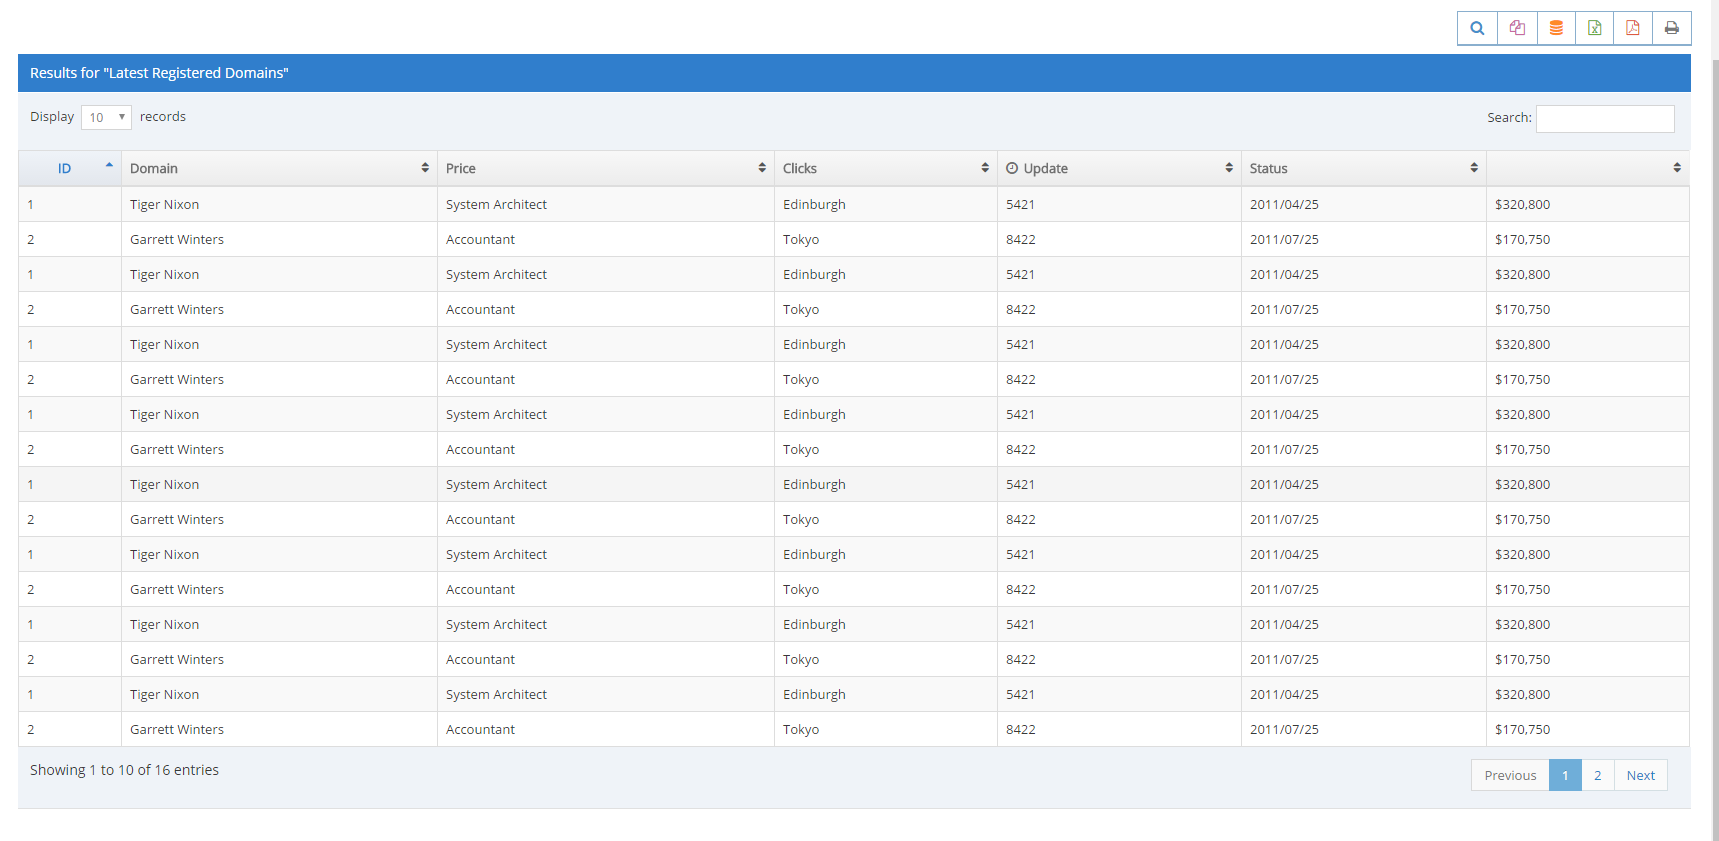 Results for "Latest Registered Domains"
Display 10 records Search:
ID Domain Price Clicks Update Status
1 Tiger Nixon System Architect Edinburgh 5421 2011/04/25 $320,800
2 Garrett Winters Accountant Tokyo 8422 2011/07/25 $170,750
1 Tiger Nixon System Architect Edinburgh 5421 2011/04/25 $320,800
2 Garrett Winters Accountant Tokyo 8422 2011/07/25 $170,750
1 Tiger Nixon System Architect Edinburgh 5421 2011/04/25 $320,800
2 Garrett Winters Accountant Tokyo 8422 2011/07/25 $170,750
1 Tiger Nixon System Architect Edinburgh 5421 2011/04/25 $320,800
2 Garrett Winters Accountant Tokyo 8422 2011/07/25 $170,750
1 Tiger Nixon System Architect Edinburgh 5421 2011/04/25 $320,800
2 Garrett Winters Accountant Tokyo 8422 2011/07/25 $170,750
1 Tiger Nixon System Architect Edinburgh 5421 2011/04/25 $320,800
2 Garrett Winters Accountant Tokyo 8422 2011/07/25 $170,750
1 Tiger Nixon System Architect Edinburgh 5421 2011/04/25 $320,800
2 Garrett Winters Accountant Tokyo 8422 2011/07/25 $170,750
1 Tiger Nixon System Architect Edinburgh 5421 2011/04/25 $320,800
2 Garrett Winters Accountant Tokyo 8422 2011/07/25 $170,750
Showing 1 to 10 of 16 entries Previous 1 2 Next